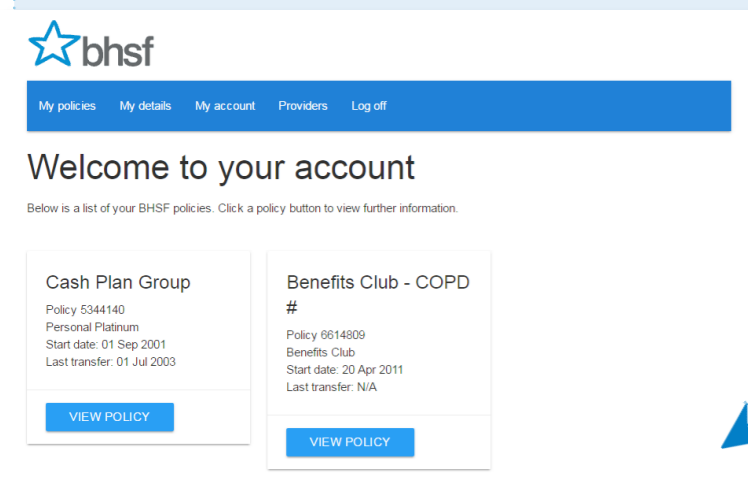 bhsf
My policies My details My account Providers Log off
Welcome to your account
Below is a list of your BHSF policies. Click a policy button to view further information.
Cash Plan Group
Policy 5344140
Personal Platinum
Start date: 01 Sep 2001
Last transfer: 01 Jul 2003
VIEW POLICY
Benefits Club - COPD
#
Policy 6614809
Benefits Club
Start date: 20 Apr 2011
Last transfer: N/A
VIEW POLICY